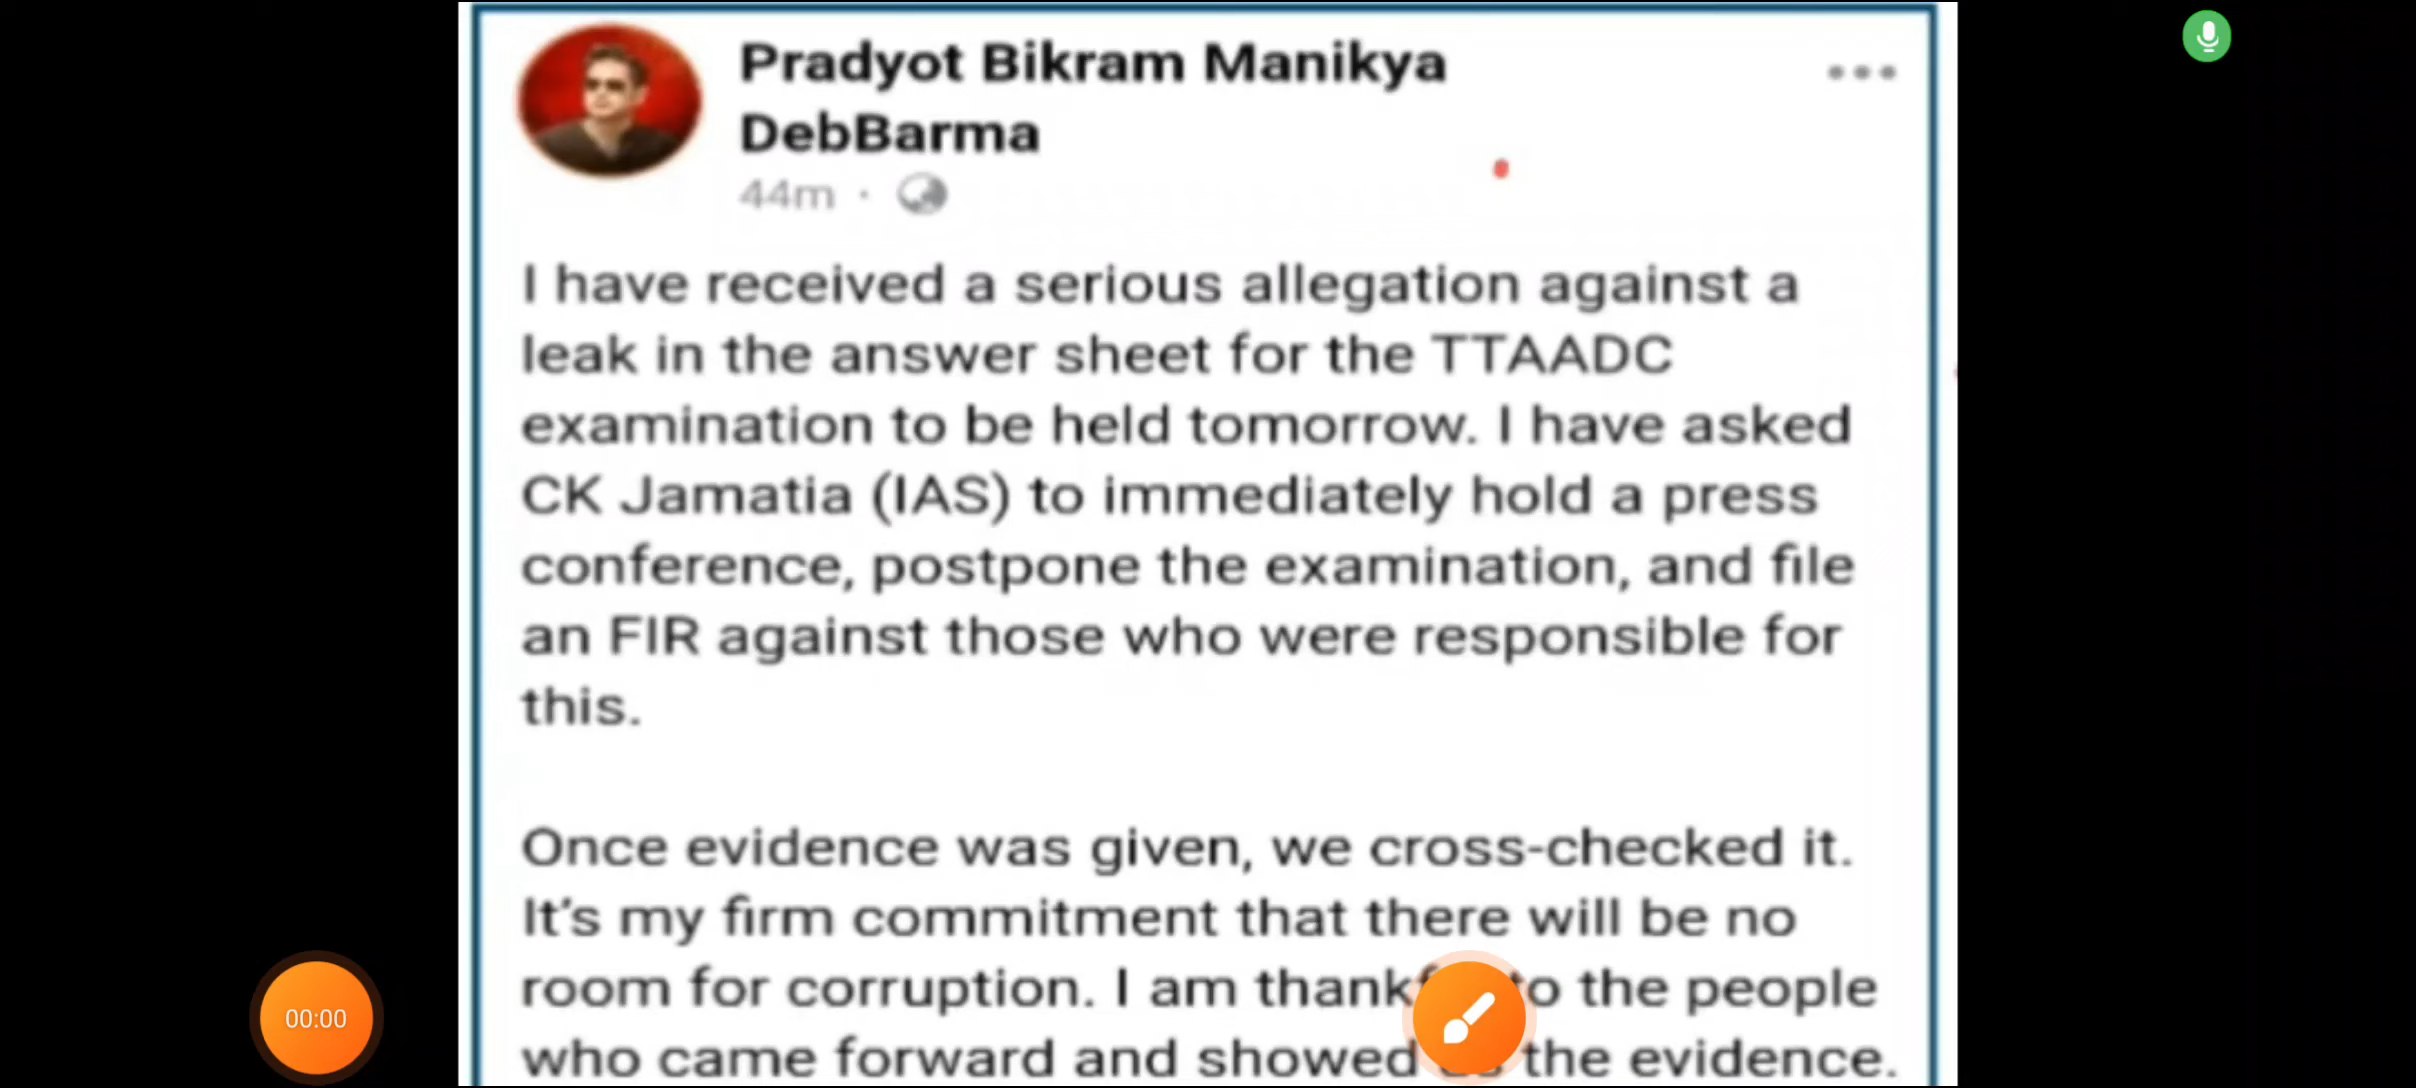 Pradyot Bikram Manikya
DebBarma
44m ·
I have received a serious allegation against a
leak in the answer sheet for the TTAADC
examination to be held tomorrow. I have asked
CK Jamatia (IAS) to immediately hold a press
conference, postpone the examination, and file
an FIR against those who were responsible for
this.
Once evidence was given, we cross-checked it.
It's my firm commitment that there will be no
room for corruption. I am to the people
who came forward and showed the evidence.
00:00